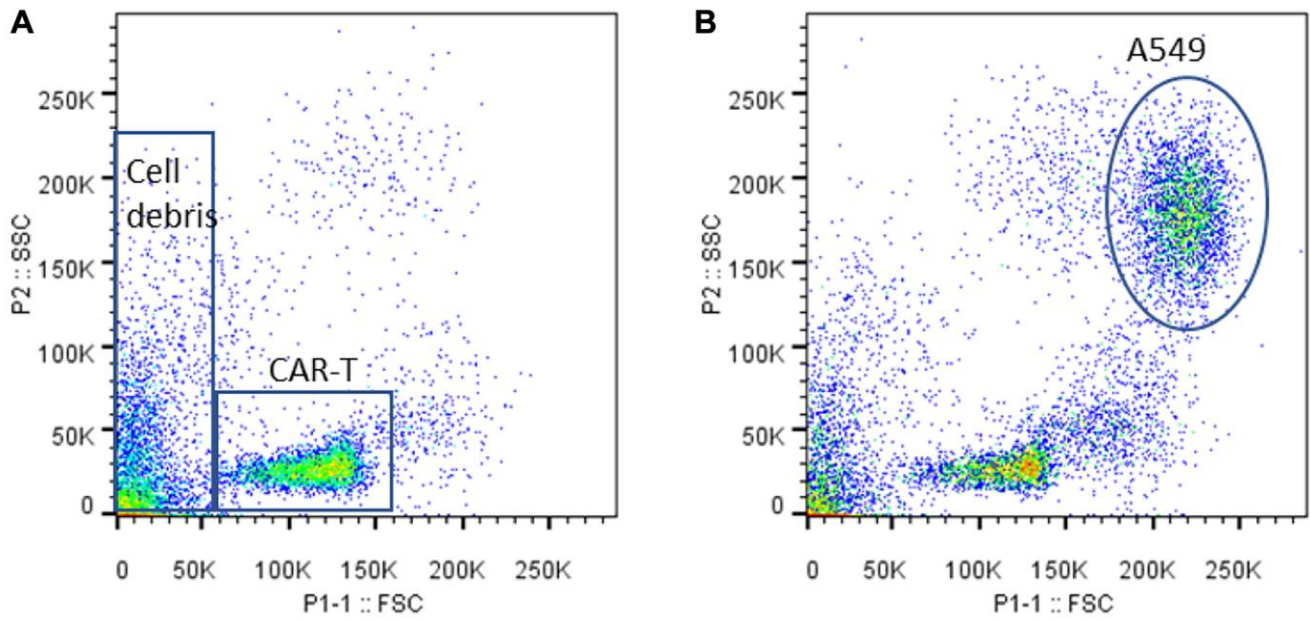 A
250K
200K
150K
100K
50K
0
P2 :: SSC
Cell
debris
CAR-T
0 50K 100K 150K 200K 250K
P1-1 :: FSC
B
A549
250K
200K
150K
100K
50K
0
P2 :: SSC
0 50K 100K 150K 200K 250K
P1-1 :: FSC